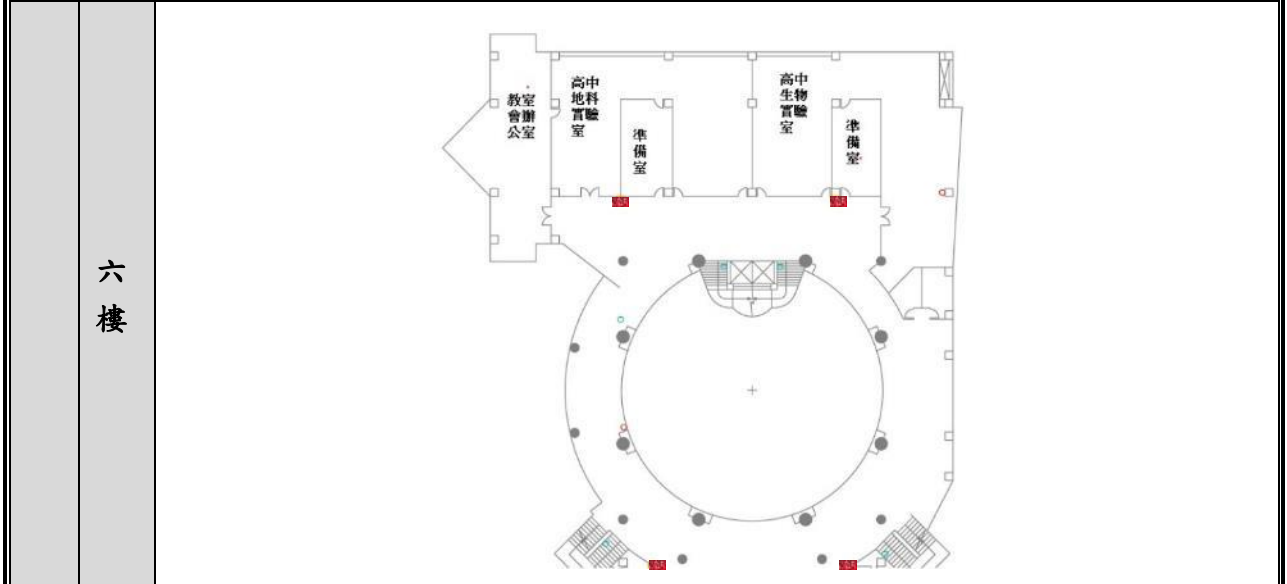 六
樓
教室
會辦
公室
高中
地科
實驗
室
準
備
室
高中
生物
實驗
室
準
備
室